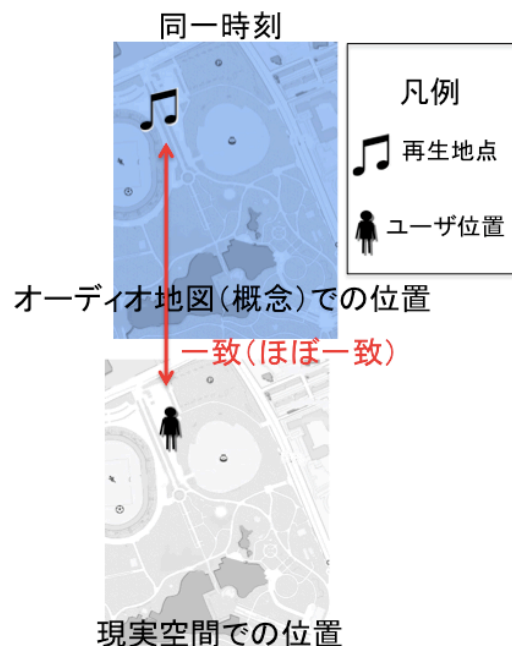 同一時刻
凡例
再生地点
ユーザ位置
オーディオ地図(概念)での位置
一致(ほぼ一致)
現実空間での位置